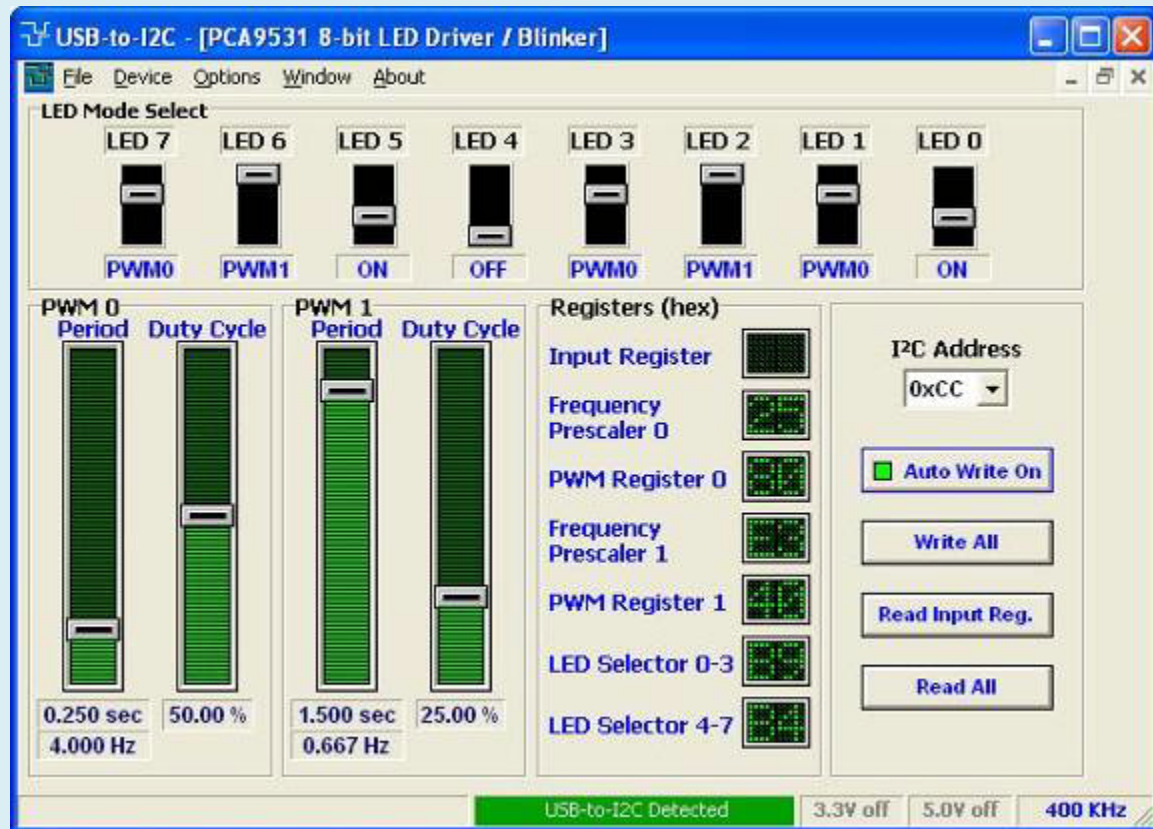 USB-to-I2C - [PCA9531 8-bit LED Driver / Blinker]
File Device Options Window About
LED Mode Select
LED 7 LED 6 LED 5 LED 4 LED 3 LED 2 LED 1 LED 0
PWM0 PWM1 ON OFF PWM0 PWM1 PWM0 ON
PWM 0
Period Duty Cycle
0.250 sec 50.00 %
4.000 Hz
PWM 1
Period Duty Cycle
1.500 sec 25.00 %
0.667 Hz
Registers (hex)
Input Register
Frequency
Prescaler 0
PWM Register 0
Frequency
Prescaler 1
PWM Register 1
LED Selector 0-3
LED Selector 4-7
I²C Address
0xCC
Auto Write On
Write All
Read Input Reg.
Read All
USB-to-I2C Detected 3.3V off 5.0V off 400 KHz